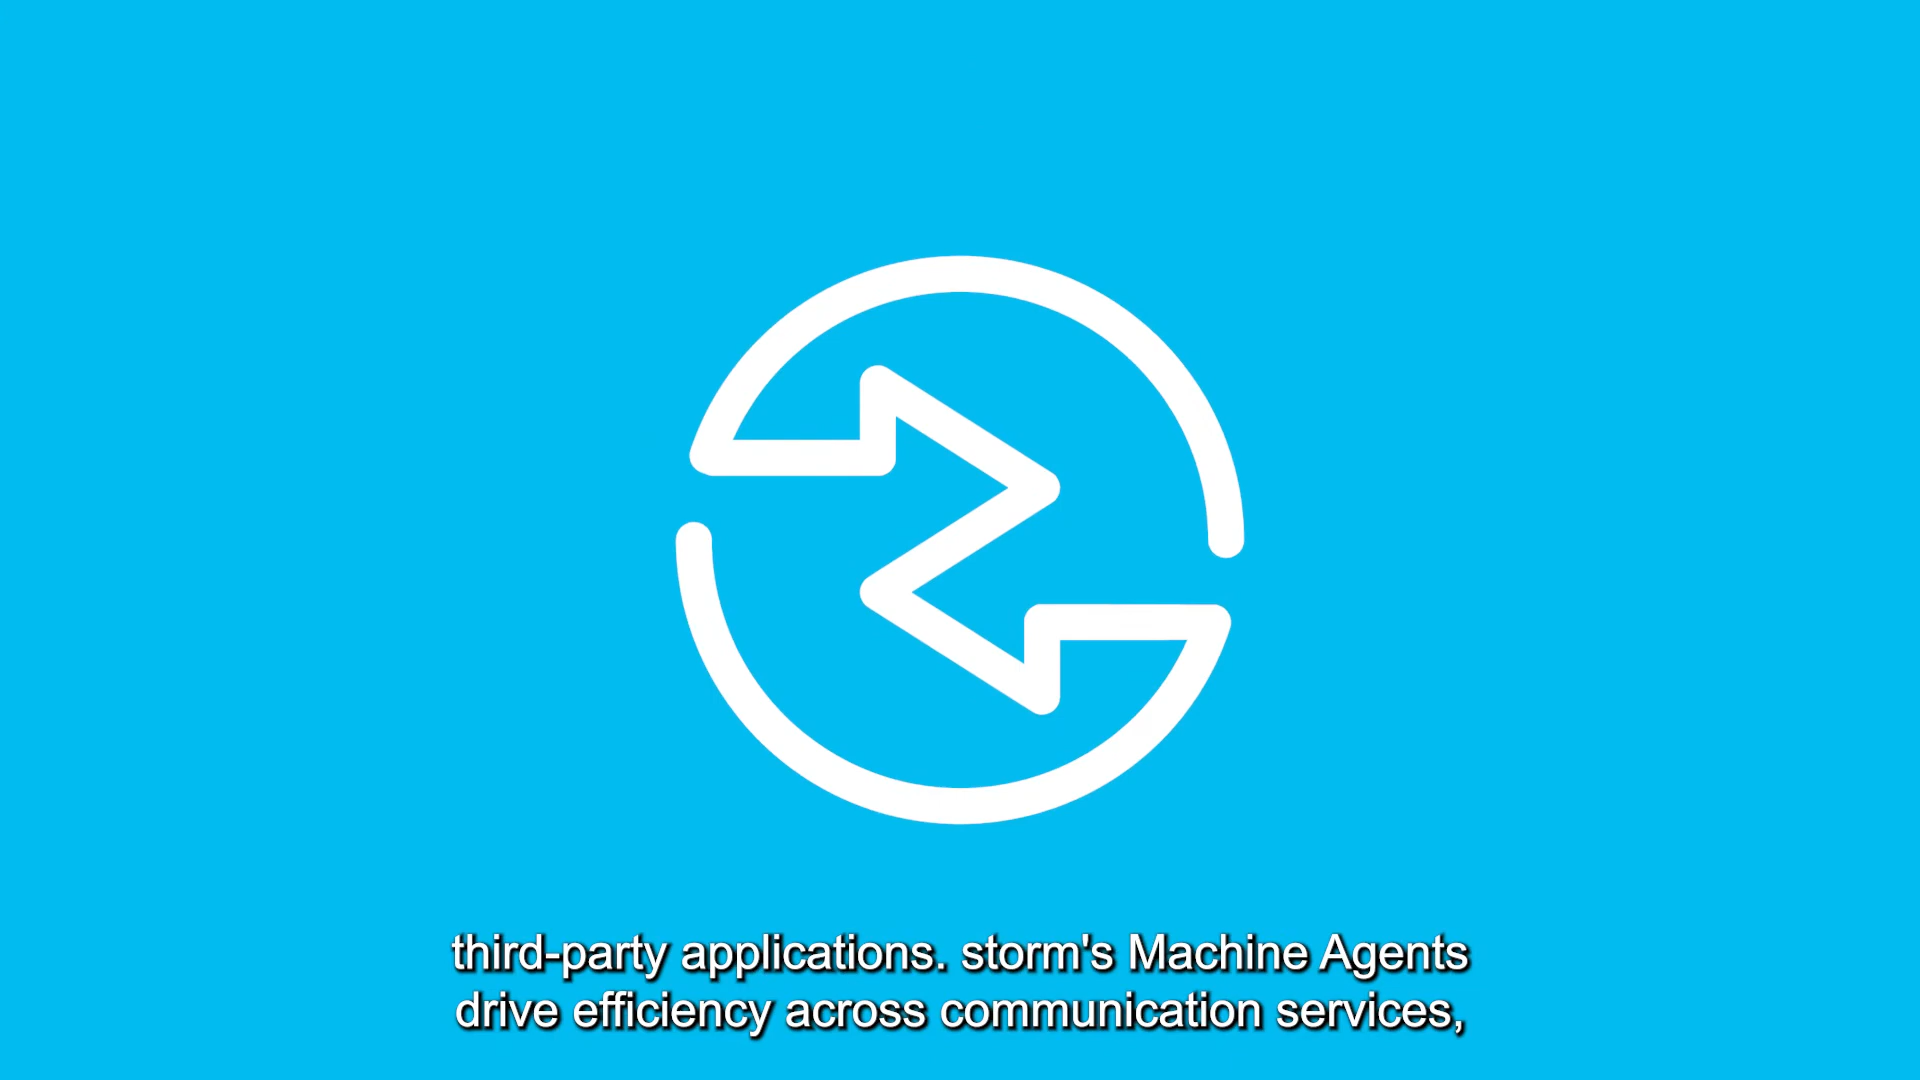 third-party applications. storm's Machine Agents
drive efficiency across communication services,